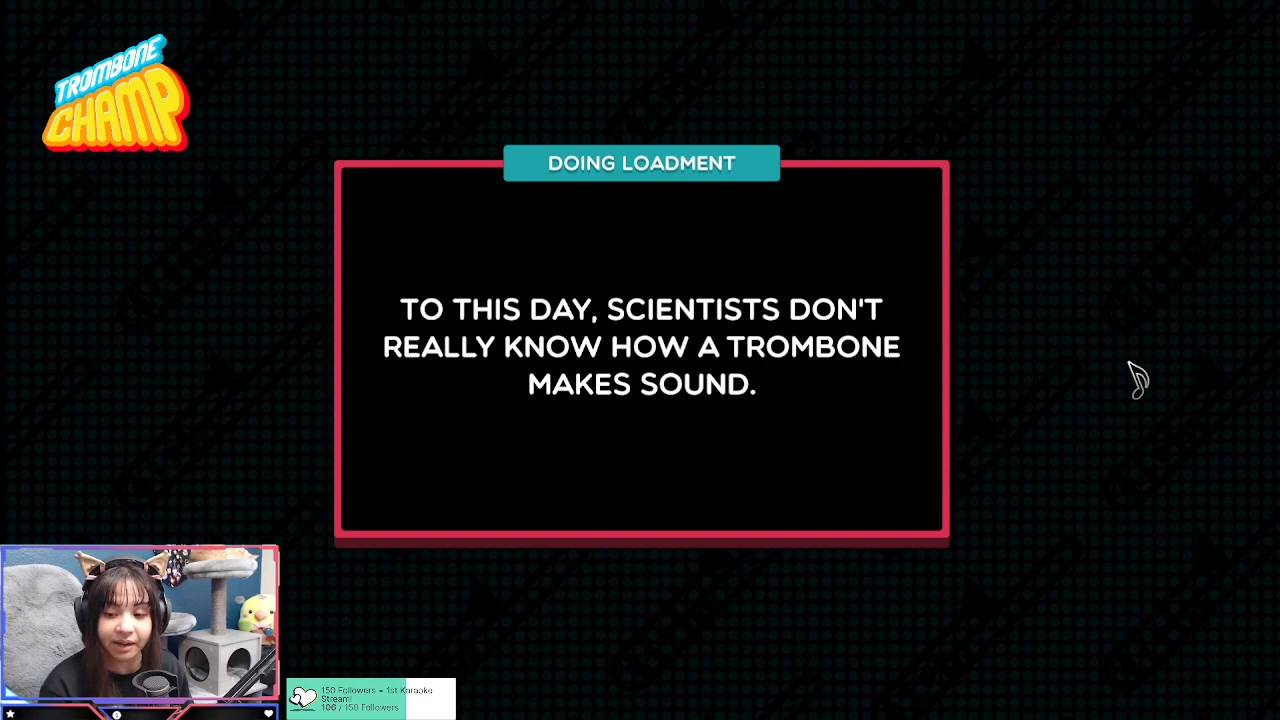 TROMBONE
CHAMP
DOING LOADMENT
TO THIS DAY, SCIENTISTS DON'T
REALLY KNOW HOW A TROMBONE
MAKES SOUND.
150 Followers = 1st Karaoke
Stream!
106 / 150 Followers